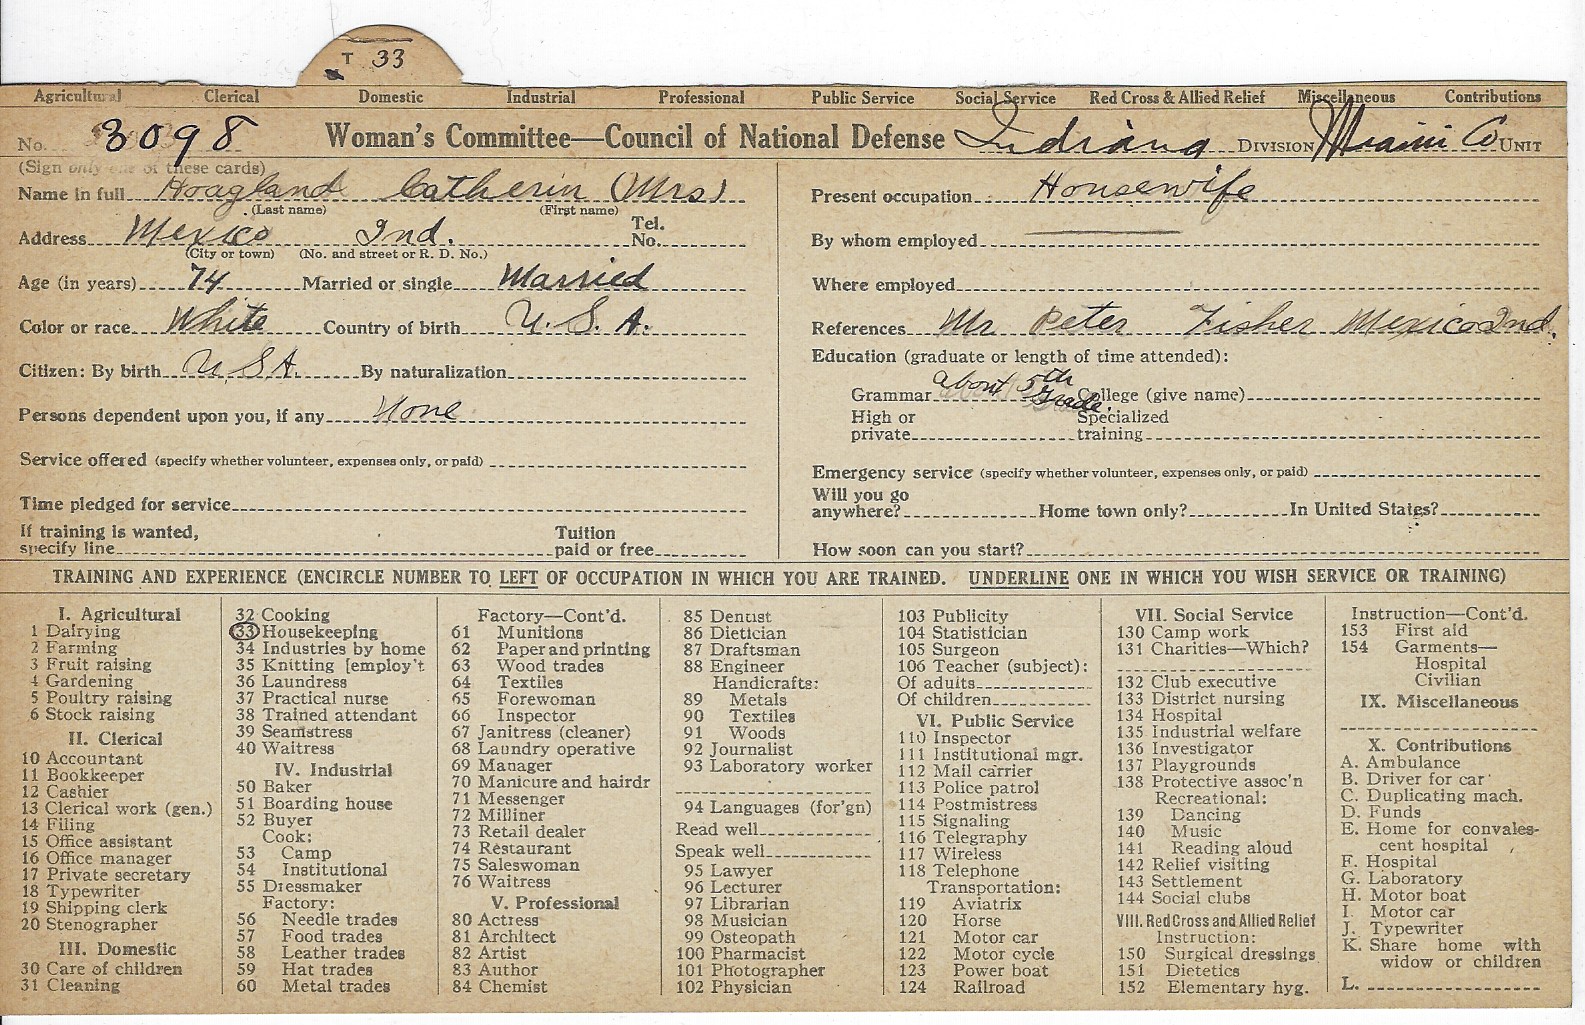 T 33
Agricultural Clerical Domestic Industrial Professional Public Service Social Service Red Cross & Allied Relief Miscellaneous Contributions
No. 3098 Woman's Committee—Council of National Defense Indiana DIVISION Miami Co UNIT
(Sign only one of these cards)
Name in full Hoagland Catherin (Mrs)
(Last name) (First name)
Address Mexico Ind. Tel. No.
(City or town) (No. and street or R. D. No.)
Age (in years) 74 Married or single Married
Color or race White Country of birth U. S. A.
Citizen: By birth U. S. A. By naturalization
Persons dependent upon you, if any None
Service offered (specify whether volunteer, expenses only, or paid)
Time pledged for service
If training is wanted, specify line Tuition paid or free
Present occupation Housewife
By whom employed
Where employed
References Mr Peter Fisher Mexico Ind.
Education (graduate or length of time attended):
Grammar about 5th Grade. College (give name)
High or private Specialized training
Emergency service (specify whether volunteer, expenses only, or paid)
Will you go anywhere? Home town only? In United States?
How soon can you start?
TRAINING AND EXPERIENCE (ENCIRCLE NUMBER TO LEFT OF OCCUPATION IN WHICH YOU ARE TRAINED. UNDERLINE ONE IN WHICH YOU WISH SERVICE OR TRAINING)
I. Agricultural
1 Dairying
2 Farming
3 Fruit raising
4 Gardening
5 Poultry raising
6 Stock raising
II. Clerical
10 Accountant
11 Bookkeeper
12 Cashier
13 Clerical work (gen.)
14 Filing
15 Office assistant
16 Office manager
17 Private secretary
18 Typewriter
19 Shipping clerk
20 Stenographer
III. Domestic
30 Care of children
31 Cleaning
32 Cooking
33 Housekeeping
34 Industries by home
35 Knitting [employ't
36 Laundress
37 Practical nurse
38 Trained attendant
39 Seamstress
40 Waitress
IV. Industrial
50 Baker
51 Boarding house
52 Buyer
Cook:
53 Camp
54 Institutional
55 Dressmaker
Factory:
56 Needle trades
57 Food trades
58 Leather trades
59 Hat trades
60 Metal trades
Factory—Cont'd.
61 Munitions
62 Paper and printing
63 Wood trades
64 Textiles
65 Forewoman
66 Inspector
67 Janitress (cleaner)
68 Laundry operative
69 Manager
70 Manicure and hairdr
71 Messenger
72 Milliner
73 Retail dealer
74 Restaurant
75 Saleswoman
76 Waitress
V. Professional
80 Actress
81 Architect
82 Artist
83 Author
84 Chemist
85 Dentist
86 Dietician
87 Draftsman
88 Engineer
Handicrafts:
89 Metals
90 Textiles
91 Woods
92 Journalist
93 Laboratory worker
94 Languages (for'gn)
Read well
Speak well
95 Lawyer
96 Lecturer
97 Librarian
98 Musician
99 Osteopath
100 Pharmacist
101 Photographer
102 Physician
103 Publicity
104 Statistician
105 Surgeon
106 Teacher (subject):
Of adults
Of children
VI. Public Service
110 Inspector
111 Institutional mgr.
112 Mail carrier
113 Police patrol
114 Postmistress
115 Signaling
116 Telegraphy
117 Wireless
118 Telephone
Transportation:
119 Aviatrix
120 Horse
121 Motor car
122 Motor cycle
123 Power boat
124 Railroad
VII. Social Service
130 Camp work
131 Charities—Which?
132 Club executive
133 District nursing
134 Hospital
135 Industrial welfare
136 Investigator
137 Playgrounds
138 Protective assoc'n
Recreational:
139 Dancing
140 Music
141 Reading aloud
142 Relief visiting
143 Settlement
144 Social clubs
VIII. Red Cross and Allied Relief
Instruction:
150 Surgical dressings
151 Dietetics
152 Elementary hyg.
Instruction—Cont'd.
153 First aid
154 Garments—
Hospital
Civilian
IX. Miscellaneous
X. Contributions
A. Ambulance
B. Driver for car
C. Duplicating mach.
D. Funds
E. Home for convales-
cent hospital
F. Hospital
G. Laboratory
H. Motor boat
I. Motor car
J. Typewriter
K. Share home with
widow or children
L.